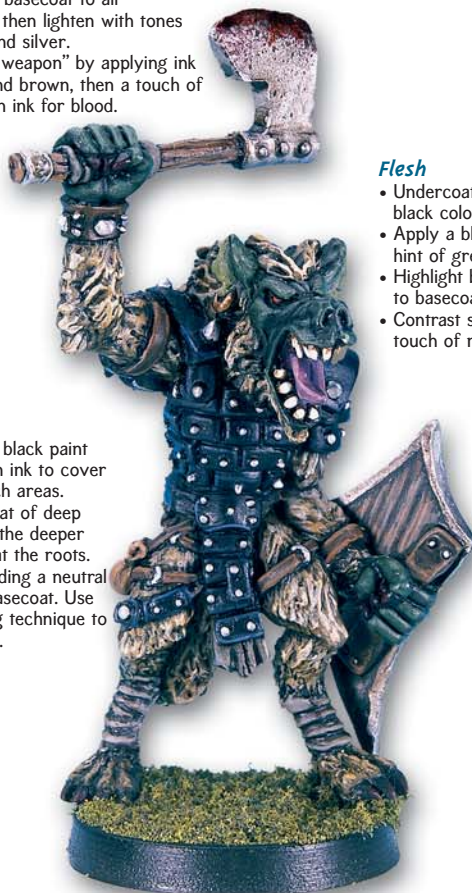 basecoat to all
then lighten with tones
nd silver.
weapon” by applying ink
nd brown, then a touch of
n ink for blood.
Flesh
• Undercoat
black colo
• Apply a bl
hint of gre
• Highlight b
to basecoa
• Contrast s
touch of r
black paint
n ink to cover
ch areas.
at of deep
the deeper
at the roots.
ding a neutral
asecoat. Use
g technique to
.